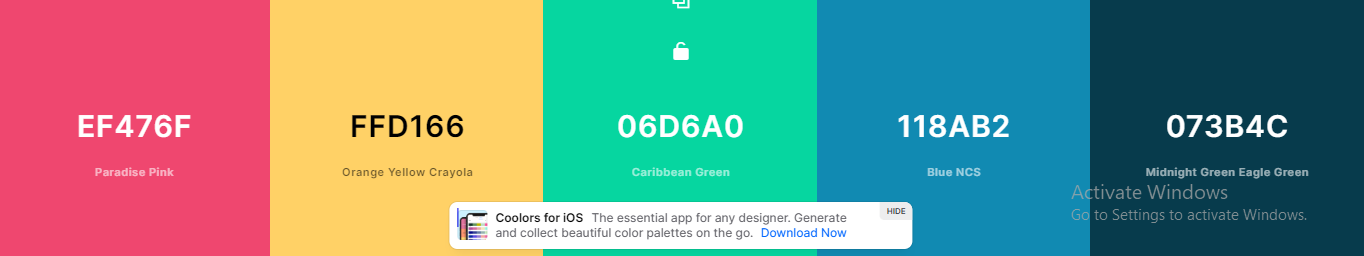 EF476F
Paradise Pink
FFD166
Orange Yellow Crayola
06D6A0
Caribbean Green
118AB2
Blue NCS
073B4C
Midnight Green Eagle Green
Activate Windows
Go to Settings to activate Windows.
Coolors for iOS The essential app for any designer. Generate
and collect beautiful color palettes on the go. Download Now
HIDE